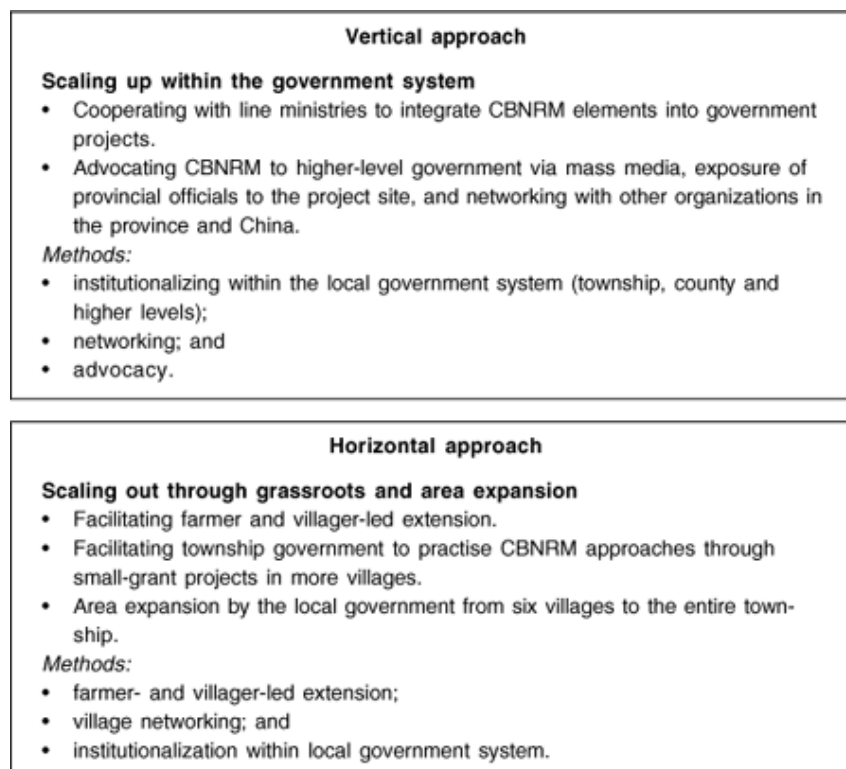 Vertical approach
Scaling up within the government system
• Cooperating with line ministries to integrate CBNRM elements into government
projects.
• Advocating CBNRM to higher-level government via mass media, exposure of
provincial officials to the project site, and networking with other organizations in
the province and China.
Methods:
• institutionalizing within the local government system (township, county and
higher levels);
• networking; and
• advocacy.
Horizontal approach
Scaling out through grassroots and area expansion
• Facilitating farmer and villager-led extension.
• Facilitating township government to practise CBNRM approaches through
small-grant projects in more villages.
• Area expansion by the local government from six villages to the entire town-
ship.
Methods:
• farmer- and villager-led extension;
• village networking; and
• institutionalization within local government system.